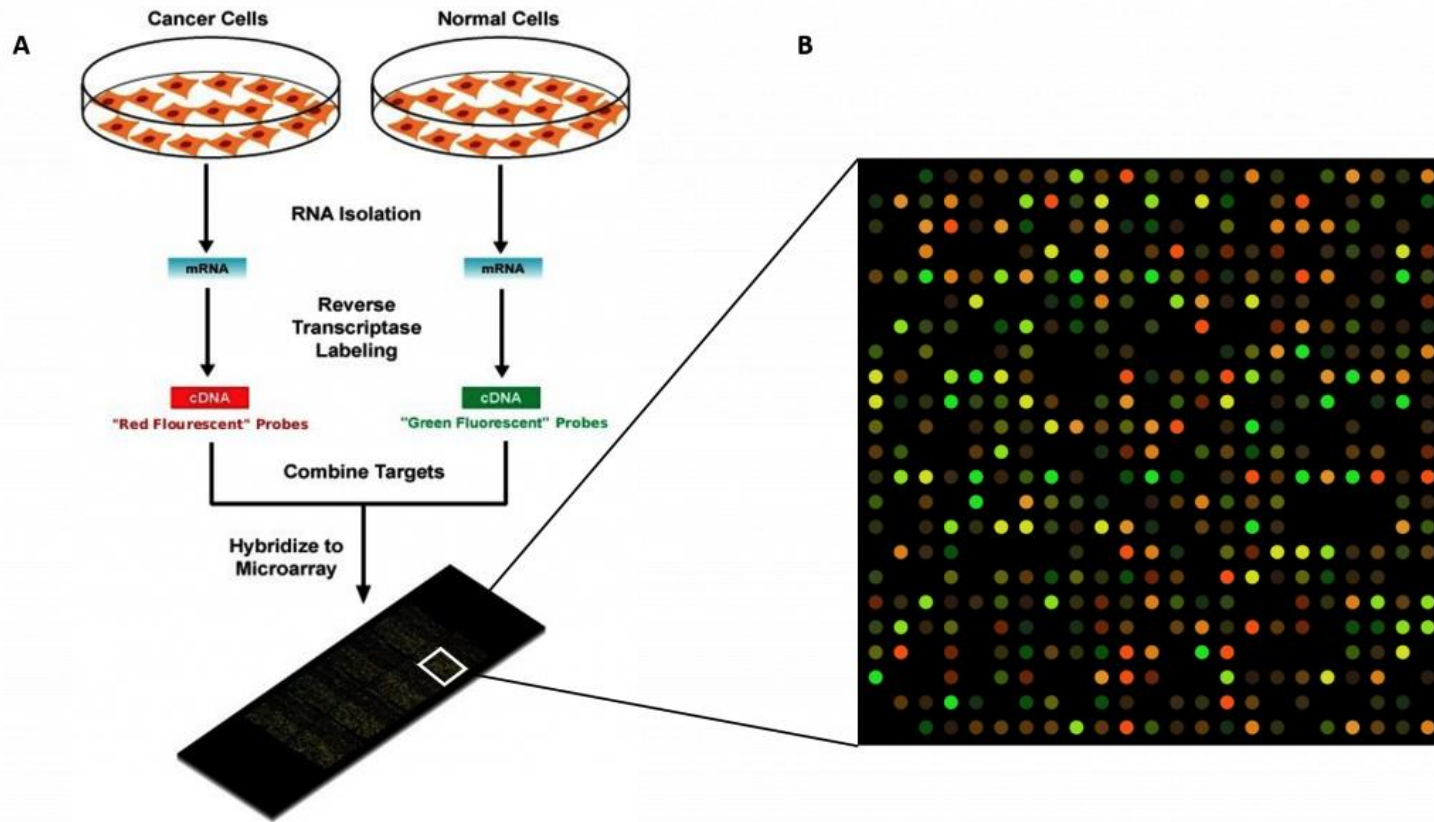 A
Cancer Cells
Normal Cells
B
RNA Isolation
mRNA
mRNA
Reverse
Transcriptase
Labeling
cDNA
cDNA
"Red Flourescent" Probes
"Green Fluorescent" Probes
Combine Targets
Hybridize to
Microarray